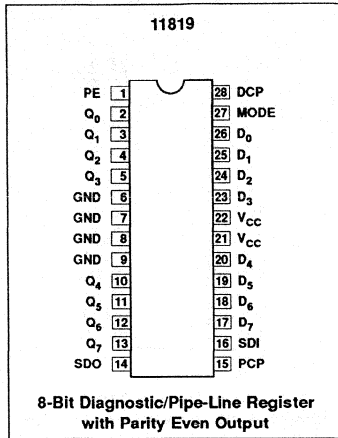 11819
PE 1 28 DCP
Q0 2 27 MODE
Q1 3 26 D0
Q2 4 25 D1
Q3 5 24 D2
GND 6 23 D3
GND 7 22 VCC
GND 8 21 VCC
GND 9 20 D4
Q4 10 19 D5
Q5 11 18 D6
Q6 12 17 D7
Q7 13 16 SDI
SDO 14 15 PCP
8-Bit Diagnostic/Pipe-Line Register
with Parity Even Output